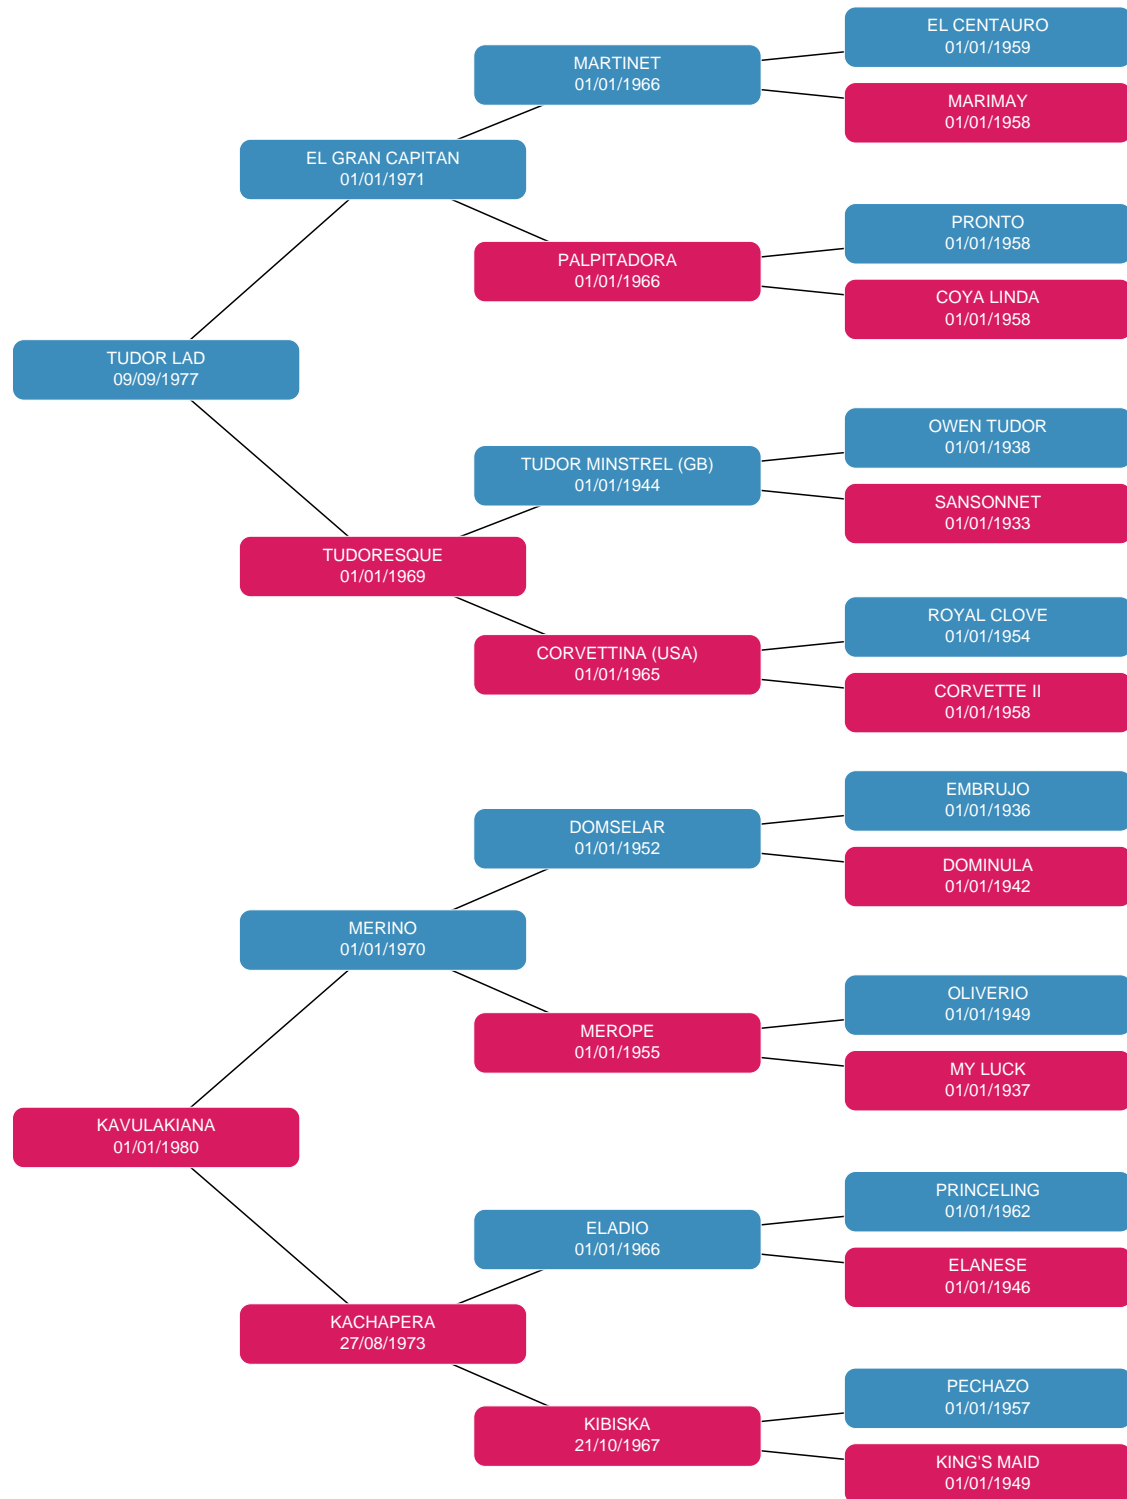 EL CENTAURO
01/01/1959
MARTINET
01/01/1966
MARIMAY
01/01/1958
EL GRAN CAPITAN
01/01/1971
PRONTO
01/01/1958
PALPITADORA
01/01/1966
COYA LINDA
01/01/1958
TUDOR LAD
09/09/1977
OWEN TUDOR
01/01/1938
TUDOR MINSTREL (GB)
01/01/1944
SANSONNET
01/01/1933
TUDORESQUE
01/01/1969
ROYAL CLOVE
01/01/1954
CORVETTINA (USA)
01/01/1965
CORVETTE II
01/01/1958
EMBRUJO
01/01/1936
DOMSELAR
01/01/1952
DOMINULA
01/01/1942
MERINO
01/01/1970
OLIVERIO
01/01/1949
MEROPE
01/01/1955
MY LUCK
01/01/1937
KAVULAKIANA
01/01/1980
PRINCELING
01/01/1962
ELADIO
01/01/1966
ELANESE
01/01/1946
KACHAPERA
27/08/1973
PECHAZO
01/01/1957
KIBISKA
21/10/1967
KING'S MAID
01/01/1949